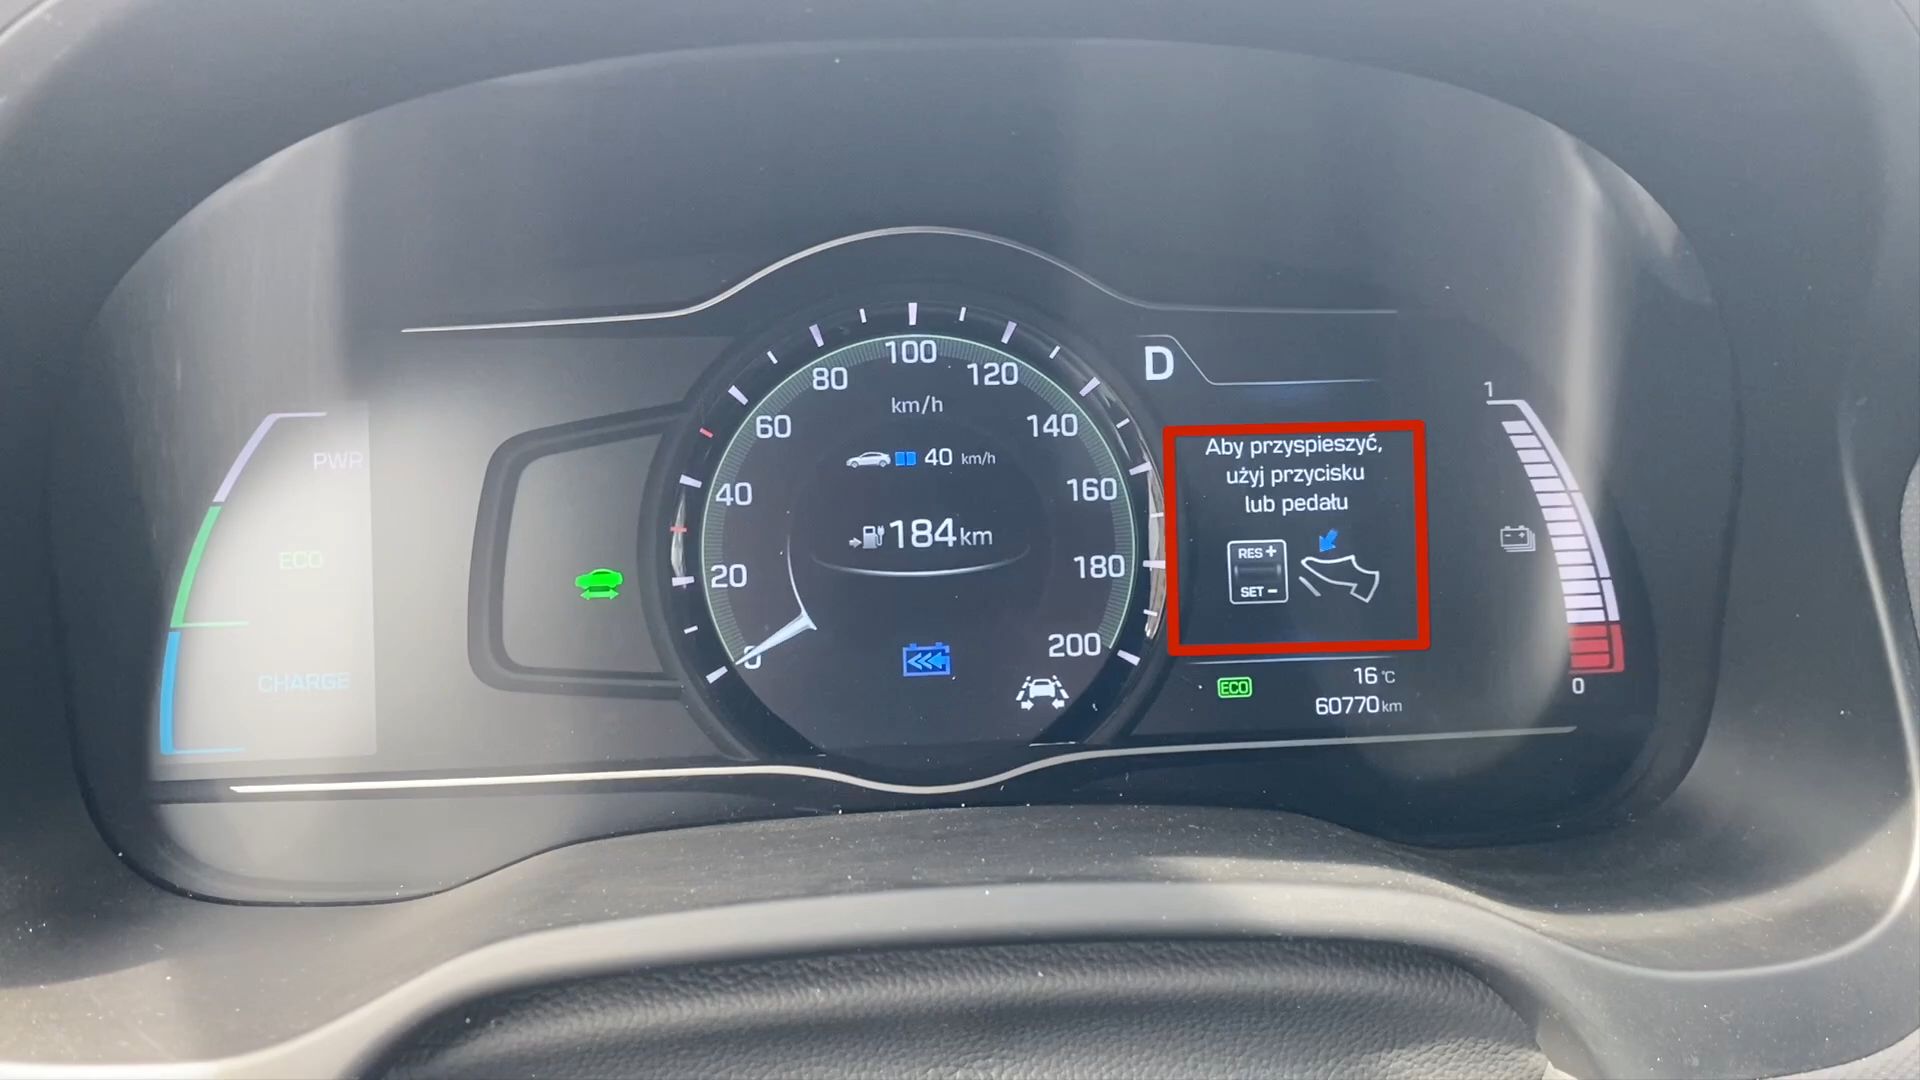 PWR
ECO
CHARGE
0
20
40
60
80
100
120
140
160
180
200
km/h
40 km/h
184 km
D
Aby przyspieszyć,
użyj przycisku
lub pedału
RES +
SET −
ECO
16 °C
60770 km
1
0